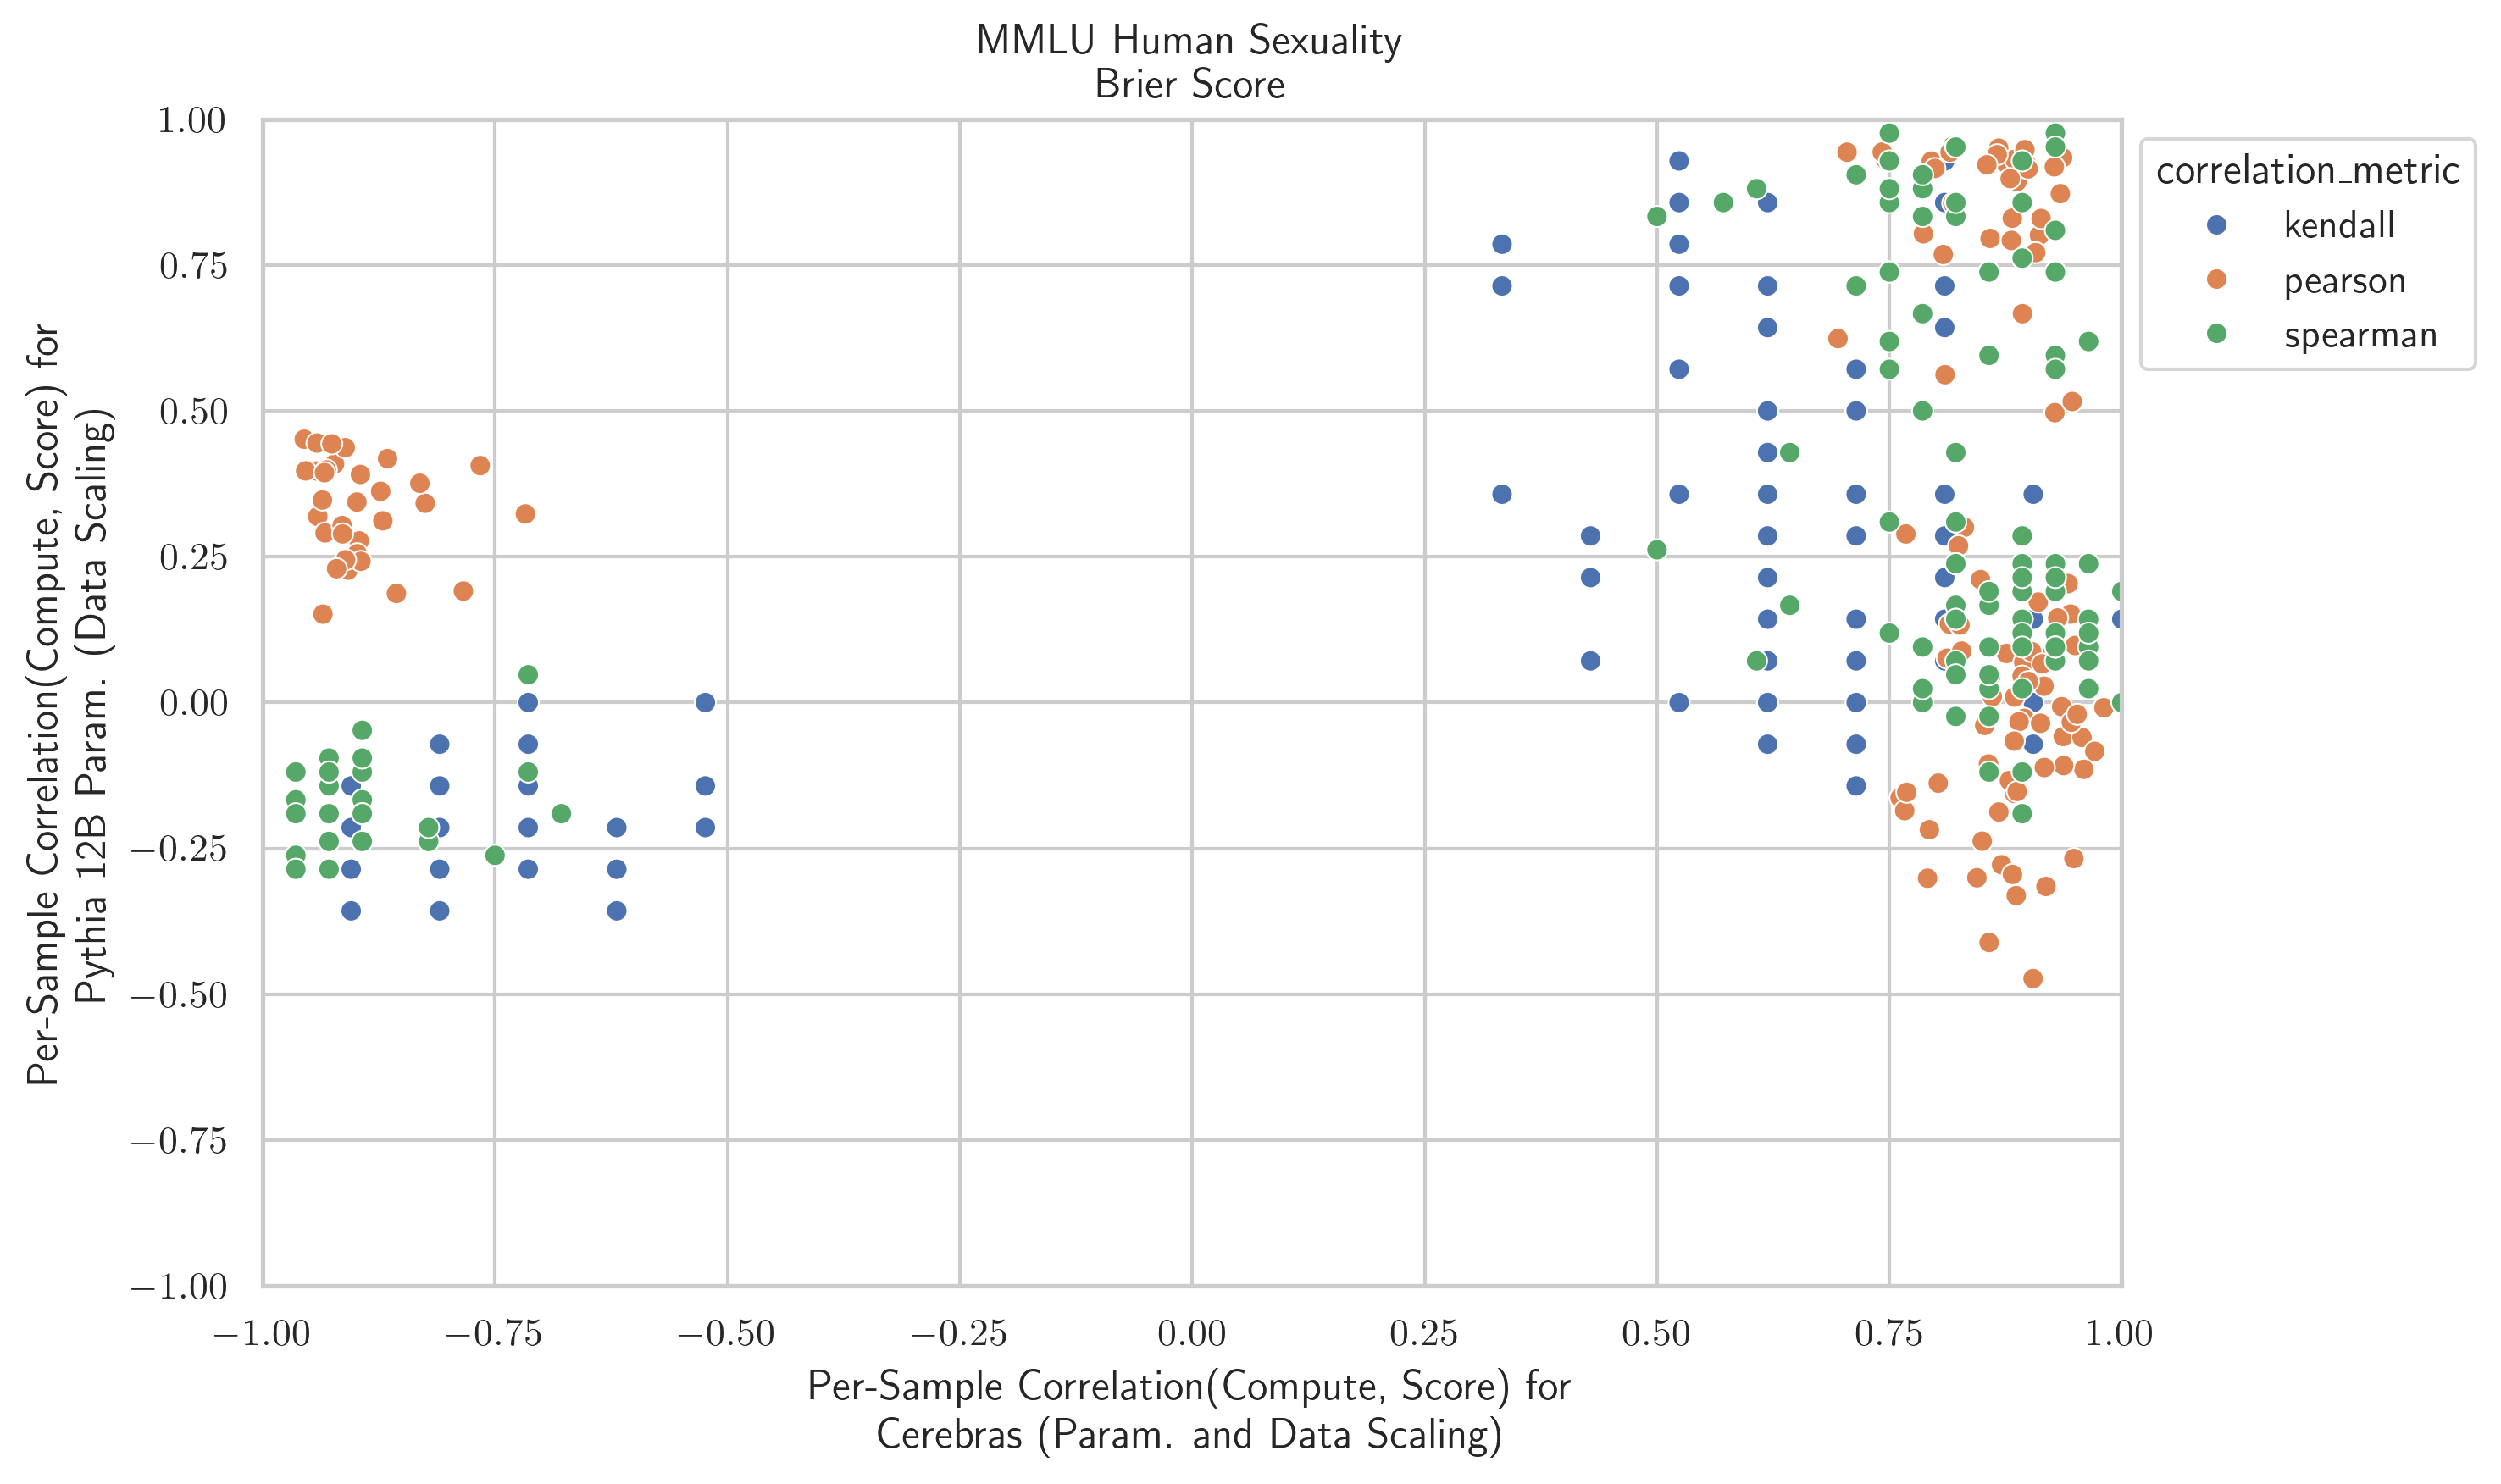 MMLU Human Sexuality
Brier Score
Per-Sample Correlation(Compute, Score) for
Pythia 12B Param. (Data Scaling)
1.00
0.75
0.50
0.25
0.00
−0.25
−0.50
−0.75
−1.00
−1.00 −0.75 −0.50 −0.25 0.00 0.25 0.50 0.75 1.00
Per-Sample Correlation(Compute, Score) for
Cerebras (Param. and Data Scaling)
correlation_metric
kendall
pearson
spearman